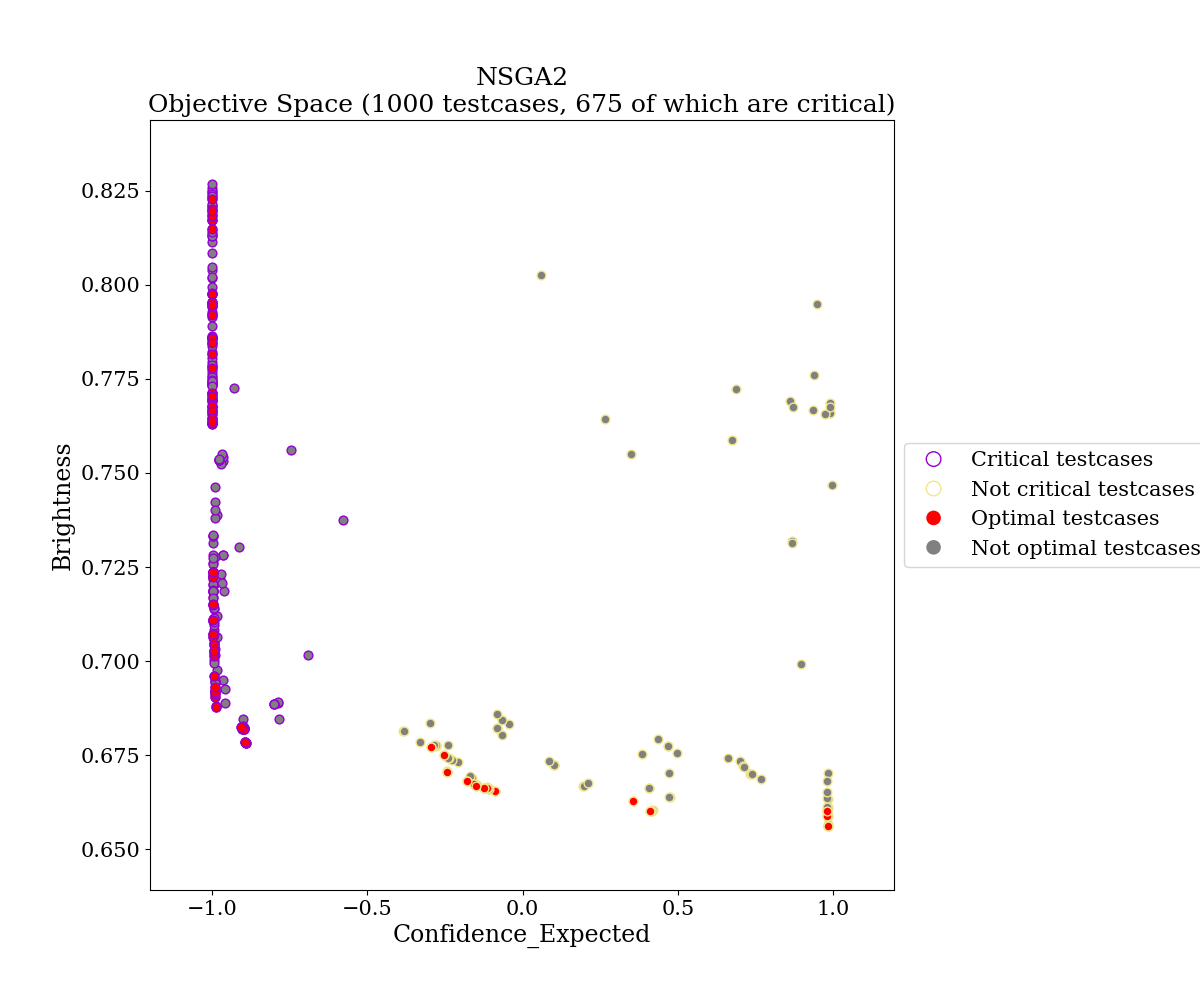 NSGA2
Objective Space (1000 testcases, 675 of which are critical)
0.825
0.800
0.775
0.750
0.725
0.700
0.675
0.650
Brightness
−1.0
−0.5
0.0
0.5
1.0
Confidence_Expected
Critical testcases
Not critical testcases
Optimal testcases
Not optimal testcases